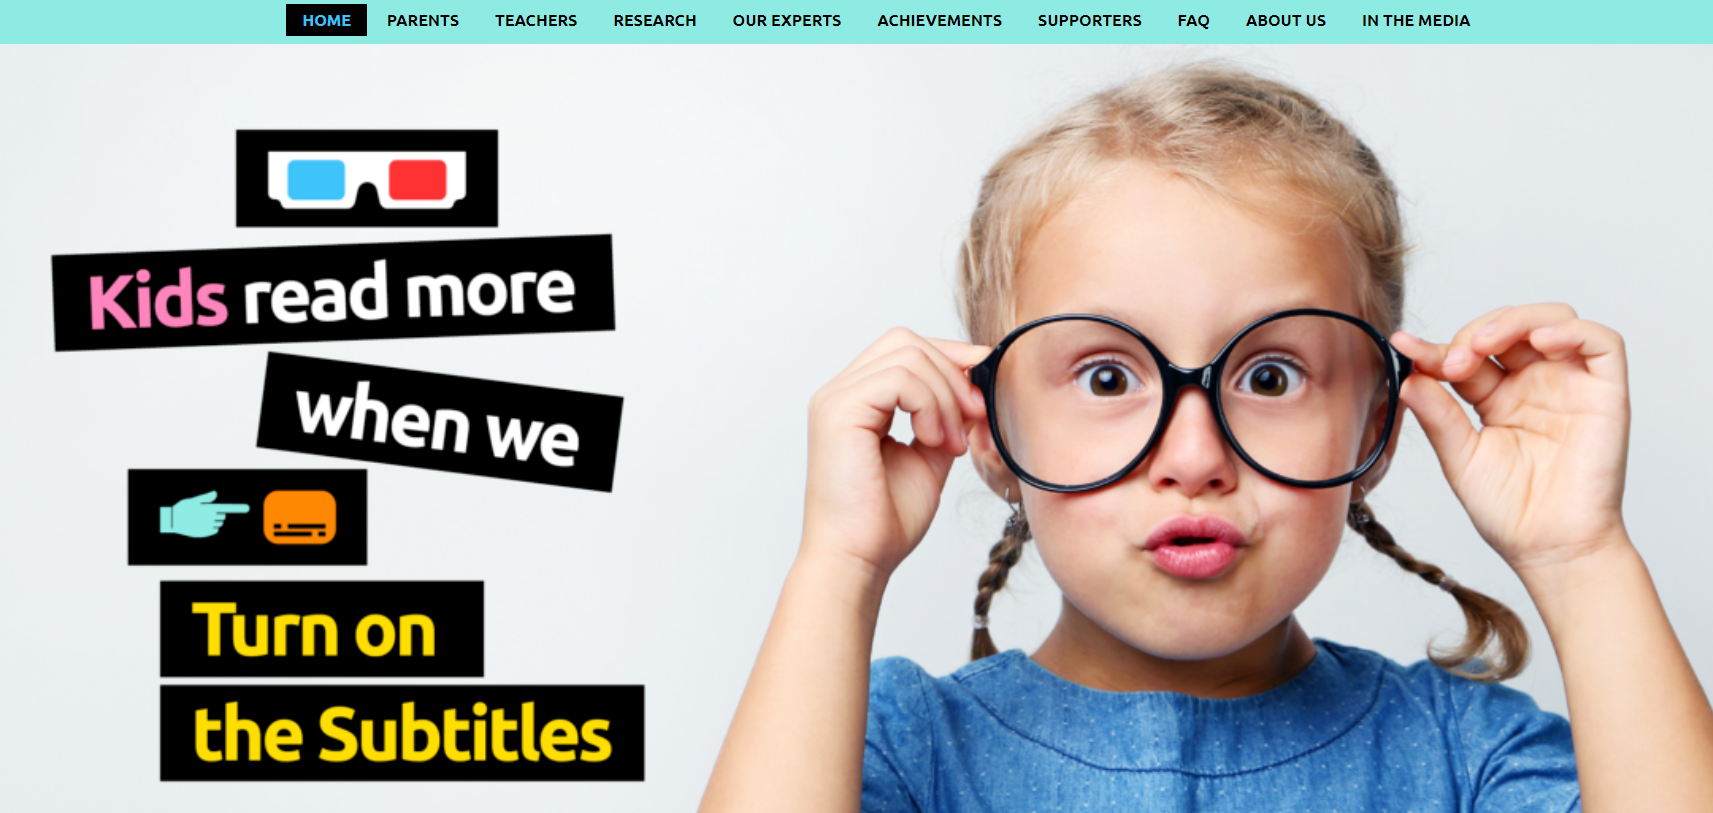 HOME PARENTS TEACHERS RESEARCH OUR EXPERTS ACHIEVEMENTS SUPPORTERS FAQ ABOUT US IN THE MEDIA
Kids read more
when we
Turn on
the Subtitles